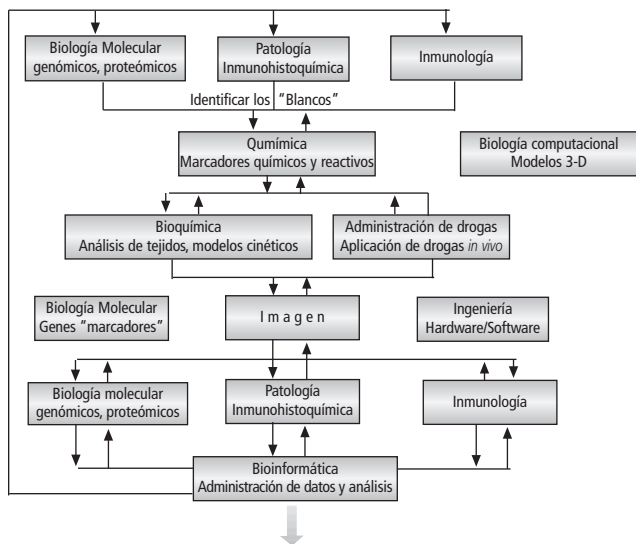 Biología Molecular
genómicos, proteómicos
Patología
Inmunohistoquímica
Inmunología
Identificar los "Blancos"
Qumímica
Marcadores químicos y reactivos
Biología computacional
Modelos 3-D
Bioquímica
Análisis de tejidos, modelos cinéticos
Administración de drogas
Aplicación de drogas in vivo
Biología Molecular
Genes "marcadores"
Imagen
Ingeniería
Hardware/Software
Biología molecular
genómicos, proteómicos
Patología
Inmunohistoquímica
Inmunología
Bioinformática
Administración de datos y análisis